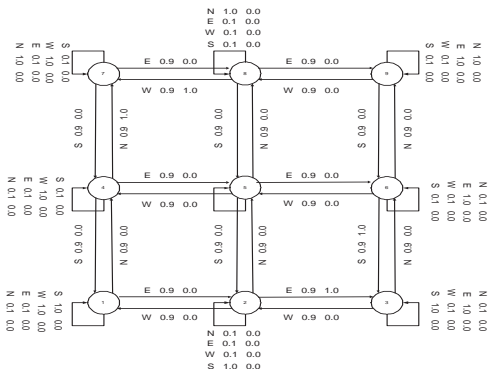 N 1.0 0.0
E 0.1 0.0
W 0.1 0.0
S 0.1 0.0
N 1.0 0.0
E 0.1 0.0
W 1.0 0.0
S 0.1 0.0
7
E 0.9 0.0
W 0.9 1.0
8
E 0.9 0.0
W 0.9 0.0
9
N 1.0 0.0
E 1.0 0.0
W 0.1 0.0
S 0.1 0.0
S 0.9 0.0
N 0.9 1.0
S 0.9 0.0
N 0.9 0.0
S 0.9 0.0
N 0.9 0.0
N 0.1 0.0
E 0.1 0.0
W 1.0 0.0
S 0.1 0.0
4
E 0.9 0.0
W 0.9 0.0
5
E 0.9 0.0
W 0.9 0.0
6
N 0.1 0.0
E 1.0 0.0
W 0.1 0.0
S 0.1 0.0
S 0.9 0.0
N 0.9 0.0
S 0.9 0.0
N 0.9 0.0
S 0.9 1.0
N 0.9 0.0
N 0.1 0.0
E 0.1 0.0
W 1.0 0.0
S 1.0 0.0
1
E 0.9 0.0
W 0.9 0.0
2
E 0.9 1.0
W 0.9 0.0
3
N 0.1 0.0
E 1.0 0.0
W 0.1 0.0
S 1.0 0.0
N 0.1 0.0
E 0.1 0.0
W 0.1 0.0
S 1.0 0.0